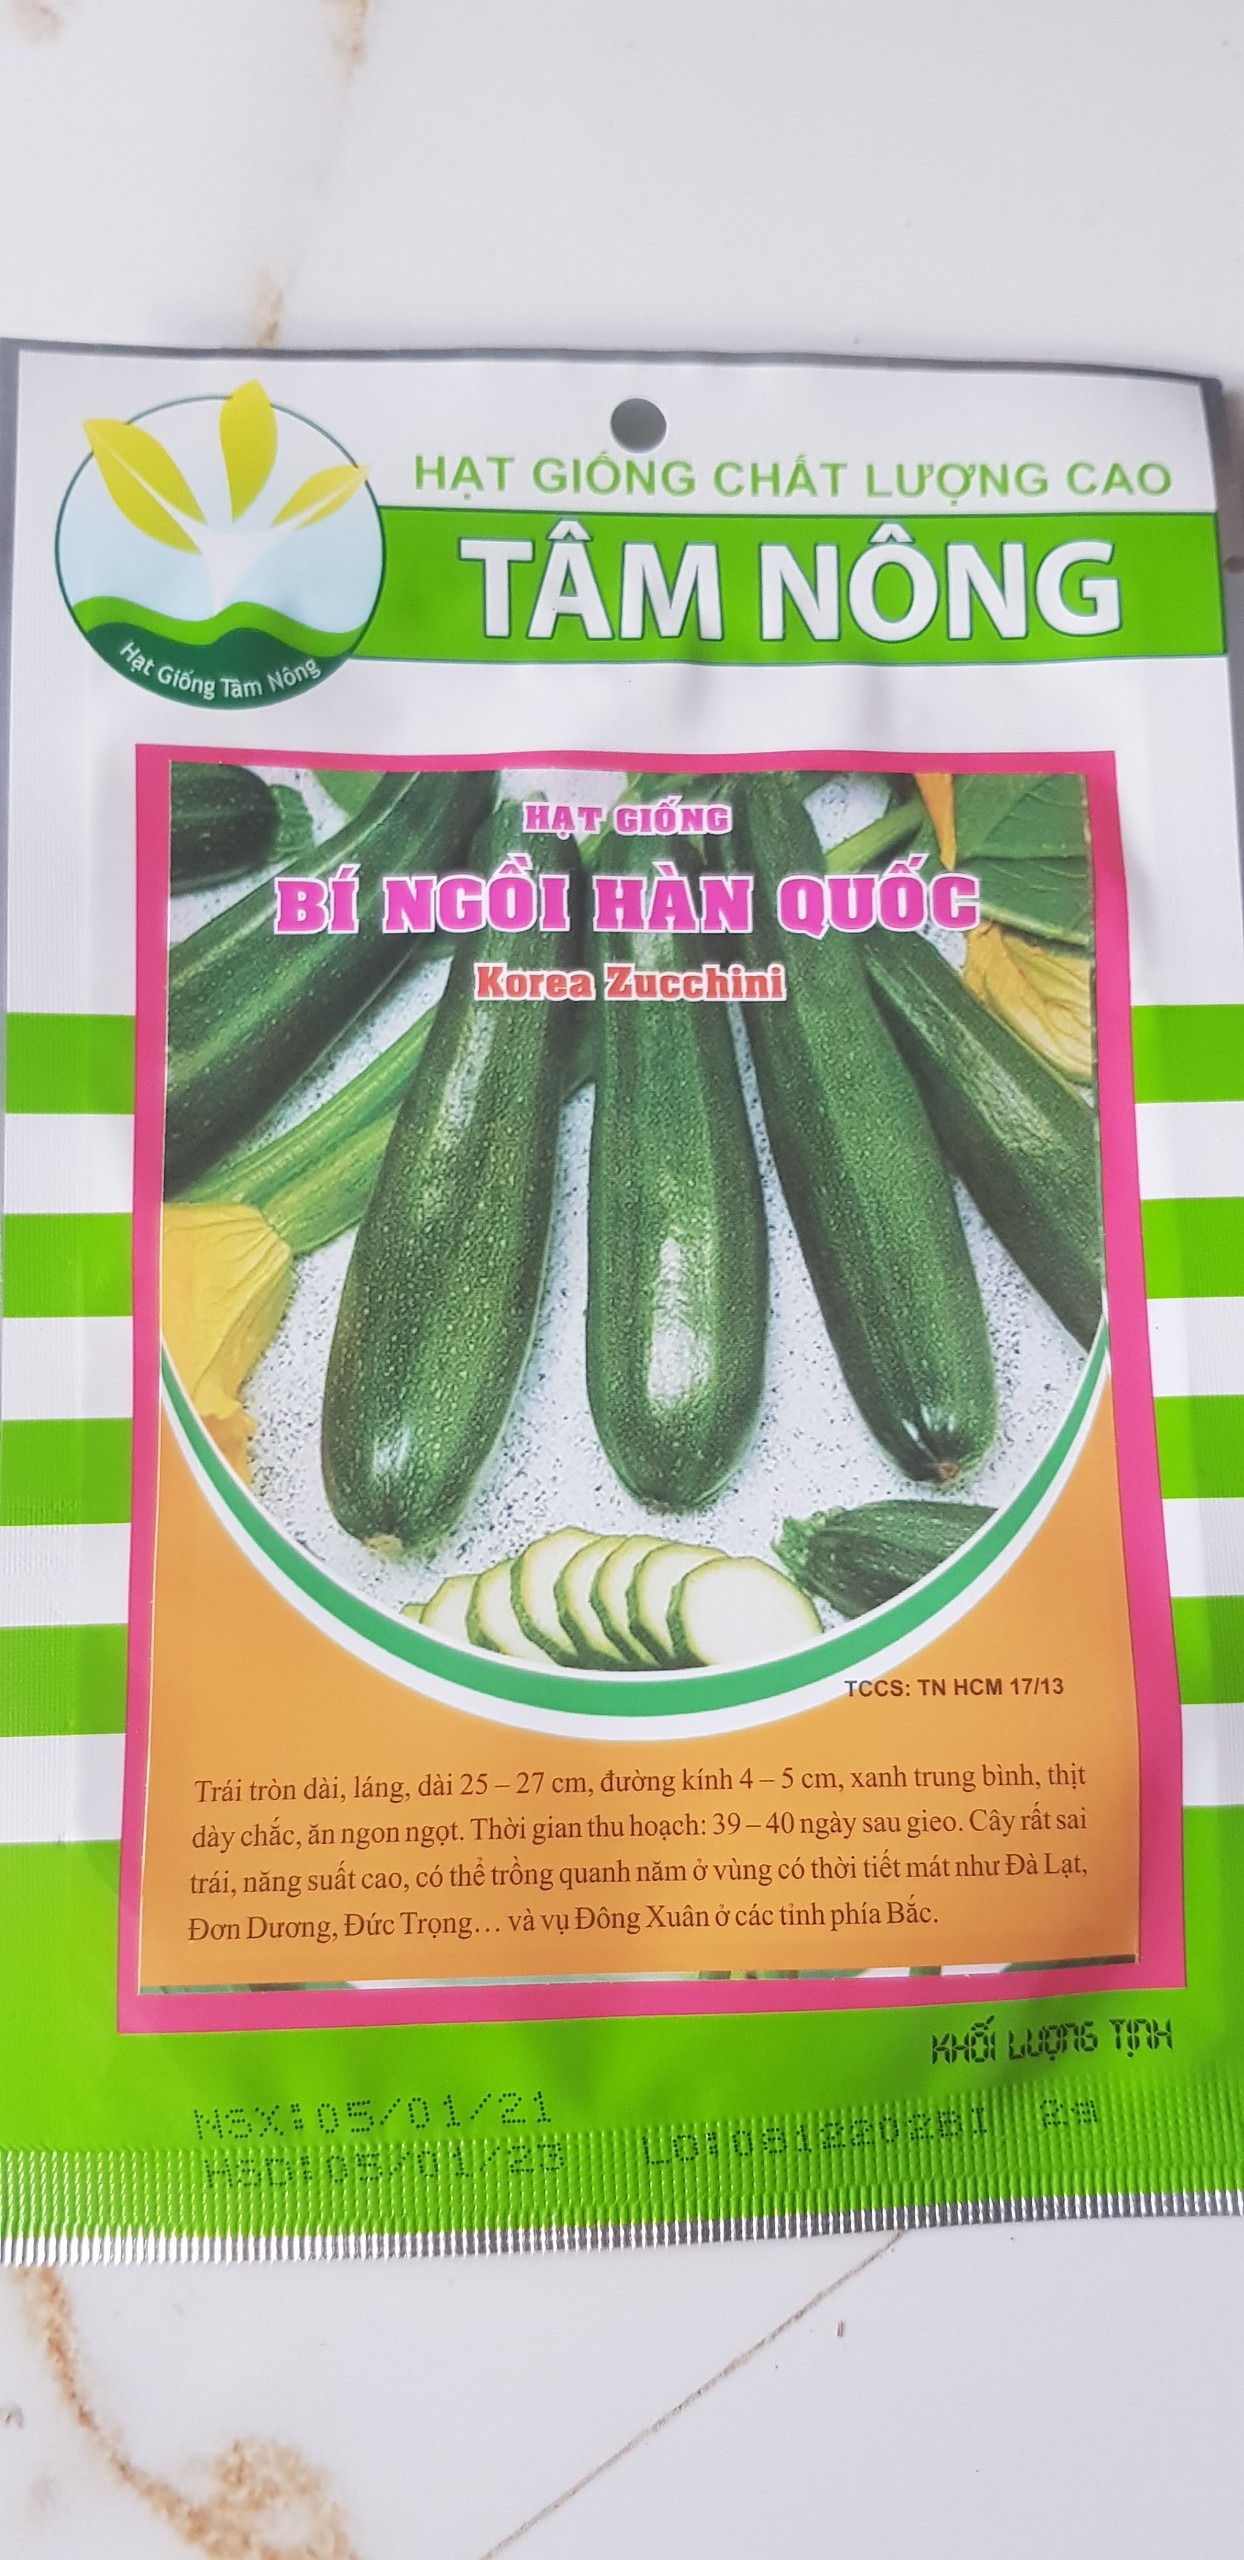 HẠT GIỐNG CHẤT LƯỢNG CAO
TÂM NÔNG
Hạt Giống Tâm Nông
HẠT GIỐNG
BÍ NGỒI HÀN QUỐC
Korea Zucchini
TCCS: TN HCM 17/13
Trái tròn dài, láng, dài 25 – 27 cm, đường kính 4 – 5 cm, xanh trung bình, thịt
dày chắc, ăn ngon ngọt. Thời gian thu hoạch: 39 – 40 ngày sau gieo. Cây rất sai
trái, năng suất cao, có thể trồng quanh năm ở vùng có thời tiết mát như Đà Lạt,
Đơn Dương, Đức Trọng... và vụ Đông Xuân ở các tỉnh phía Bắc.
KHỐI LƯỢNG TỊNH
NSX:05/01/21
HSD:05/01/23 LO:0812202BI 2g